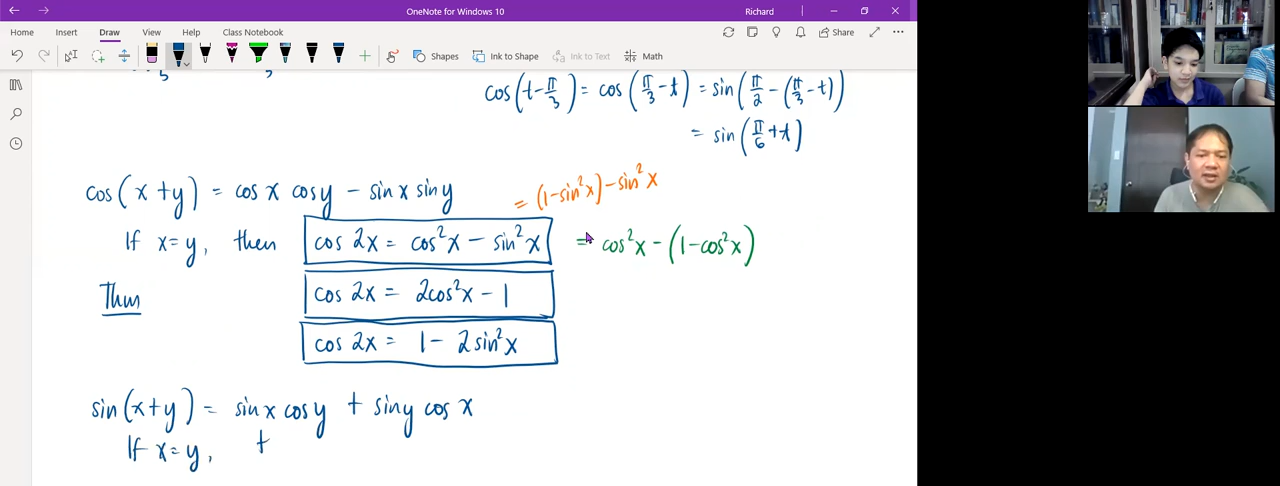 OneNote for Windows 10
Richard
Home Insert Draw View Help Class Notebook
Share
Shapes Ink to Shape Ink to Text Math
cos(t-π/3) = cos(π/3-t) = sin(π/2-(π/3-t))
= sin(π/6+t)
cos(x+y) = cos x cos y - sin x sin y
= (1-sin²x)-sin²x
If x=y, then cos 2x = cos²x - sin²x = cos²x - (1-cos²x)
Thus cos 2x = 2cos²x - 1
cos 2x = 1 - 2sin²x
sin(x+y) = sin x cos y + sin y cos x
If x=y, t